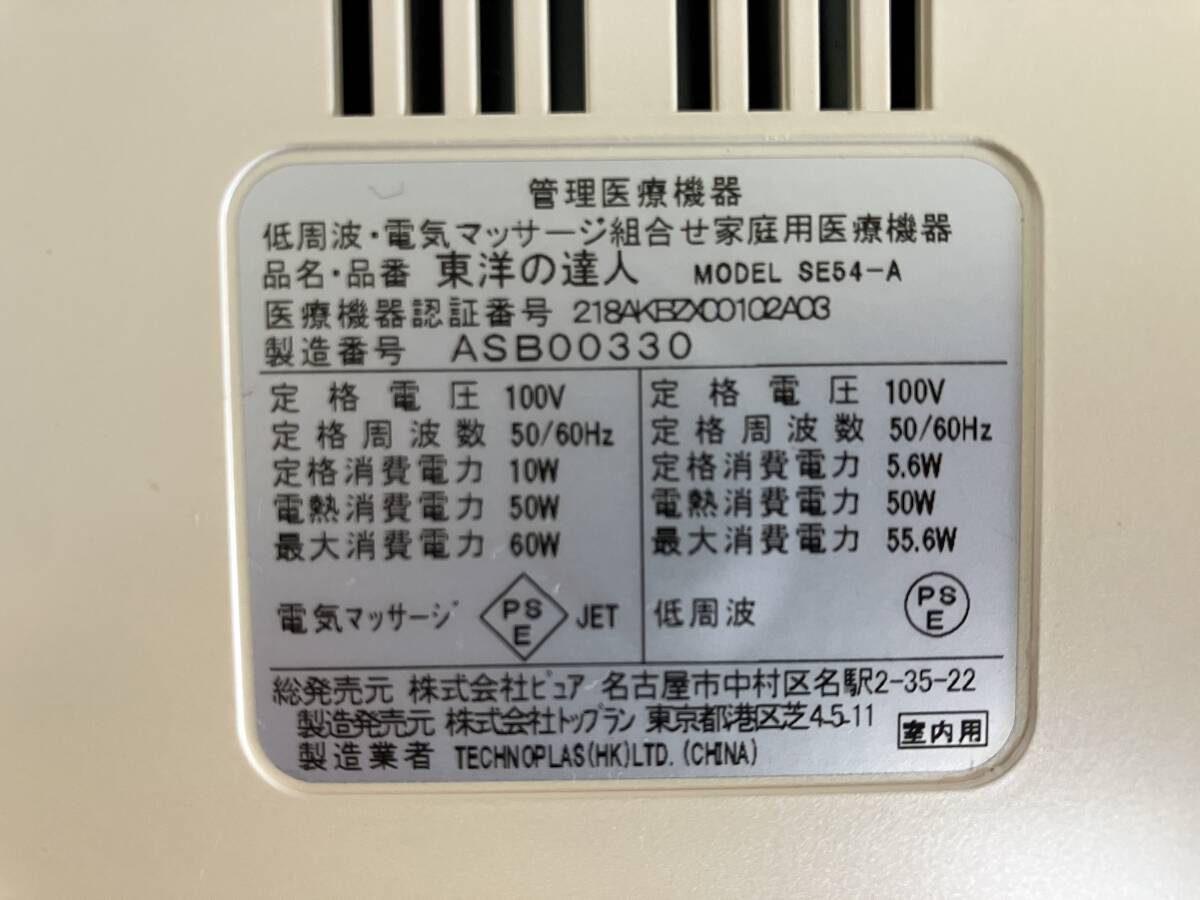 管理医療機器
低周波・電気マッサージ組合せ家庭用医療機器
品名・品番 東洋の達人 MODEL SE54-A
医療機器認証番号 218AKBZX00102A03
製造番号 ASB00330
定格電圧 100V
定格周波数 50/60Hz
定格消費電力 10W
電熱消費電力 50W
最大消費電力 60W
電気マッサージ PSE JET
定格電圧 100V
定格周波数 50/60Hz
定格消費電力 5.6W
電熱消費電力 50W
最大消費電力 55.6W
低周波 PSE
総発売元 株式会社ピュア 名古屋市中村区名駅2-35-22
製造発売元 株式会社トップラン 東京都港区芝4-5-11
製造業者 TECHNOPLAS(HK)LTD.(CHINA)
室内用